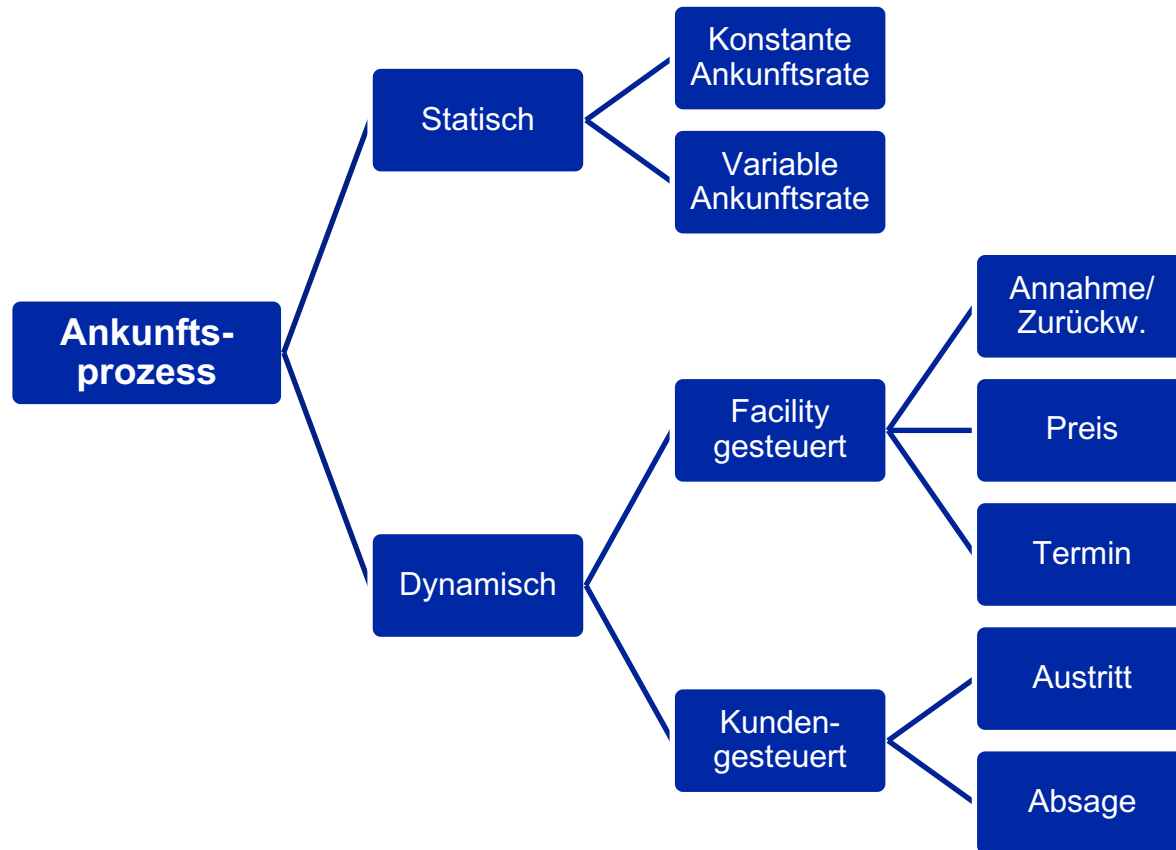 Ankunfts-
prozess
Statisch
Konstante
Ankunftsrate
Variable
Ankunftsrate
Dynamisch
Facility
gesteuert
Annahme/
Zurückw.
Preis
Termin
Kunden-
gesteuert
Austritt
Absage